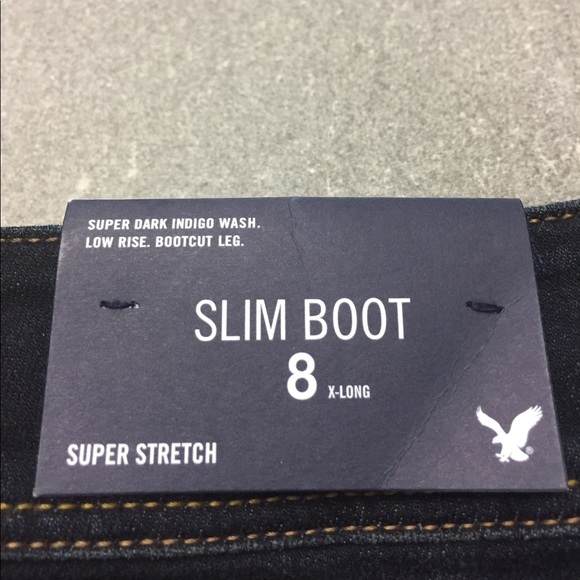 SUPER DARK INDIGO WASH.
LOW RISE. BOOTCUT LEG.
SLIM BOOT
8 X-LONG
SUPER STRETCH
®